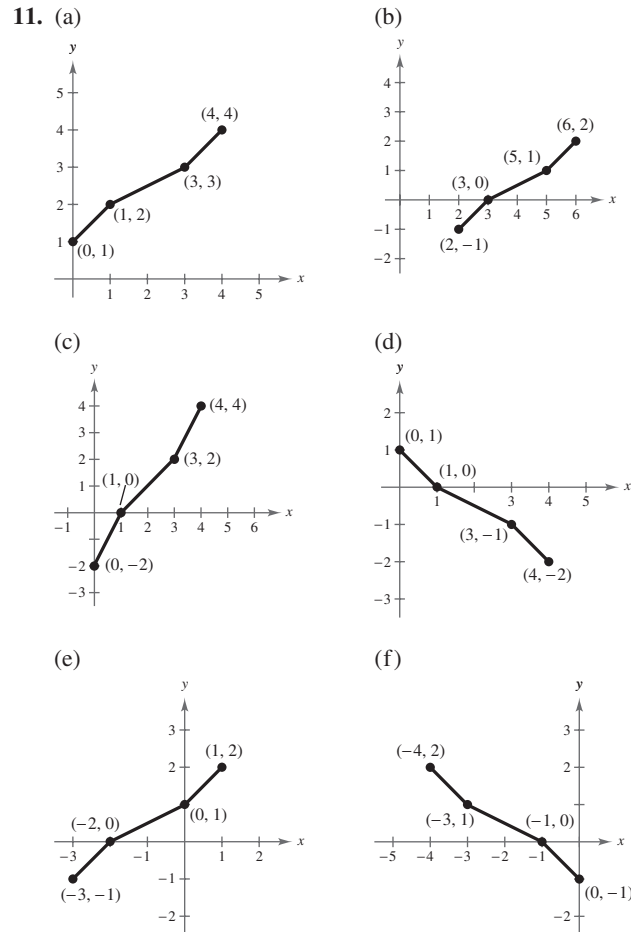 11. (a)
y
5
4
3
2
1
(4, 4)
(3, 3)
(1, 2)
(0, 1)
1 2 3 4 5
x
(b)
y
4
3
2
1
−1
−2
(6, 2)
(5, 1)
(3, 0)
(2, −1)
1 2 3 4 5 6
x
(c)
y
4
3
2
1
−2
−3
(4, 4)
(3, 2)
(1, 0)
(0, −2)
−1 1 2 3 4 5 6
x
(d)
y
2
1
−1
−2
−3
(0, 1)
(1, 0)
(3, −1)
(4, −2)
1 2 3 4 5
x
(e)
y
3
2
−1
−2
(1, 2)
(0, 1)
(−2, 0)
(−3, −1)
−3 −1 1 2
x
(f)
y
3
2
−2
(−4, 2)
(−3, 1)
(−1, 0)
(0, −1)
−5 −4 −3 −2 −1
x